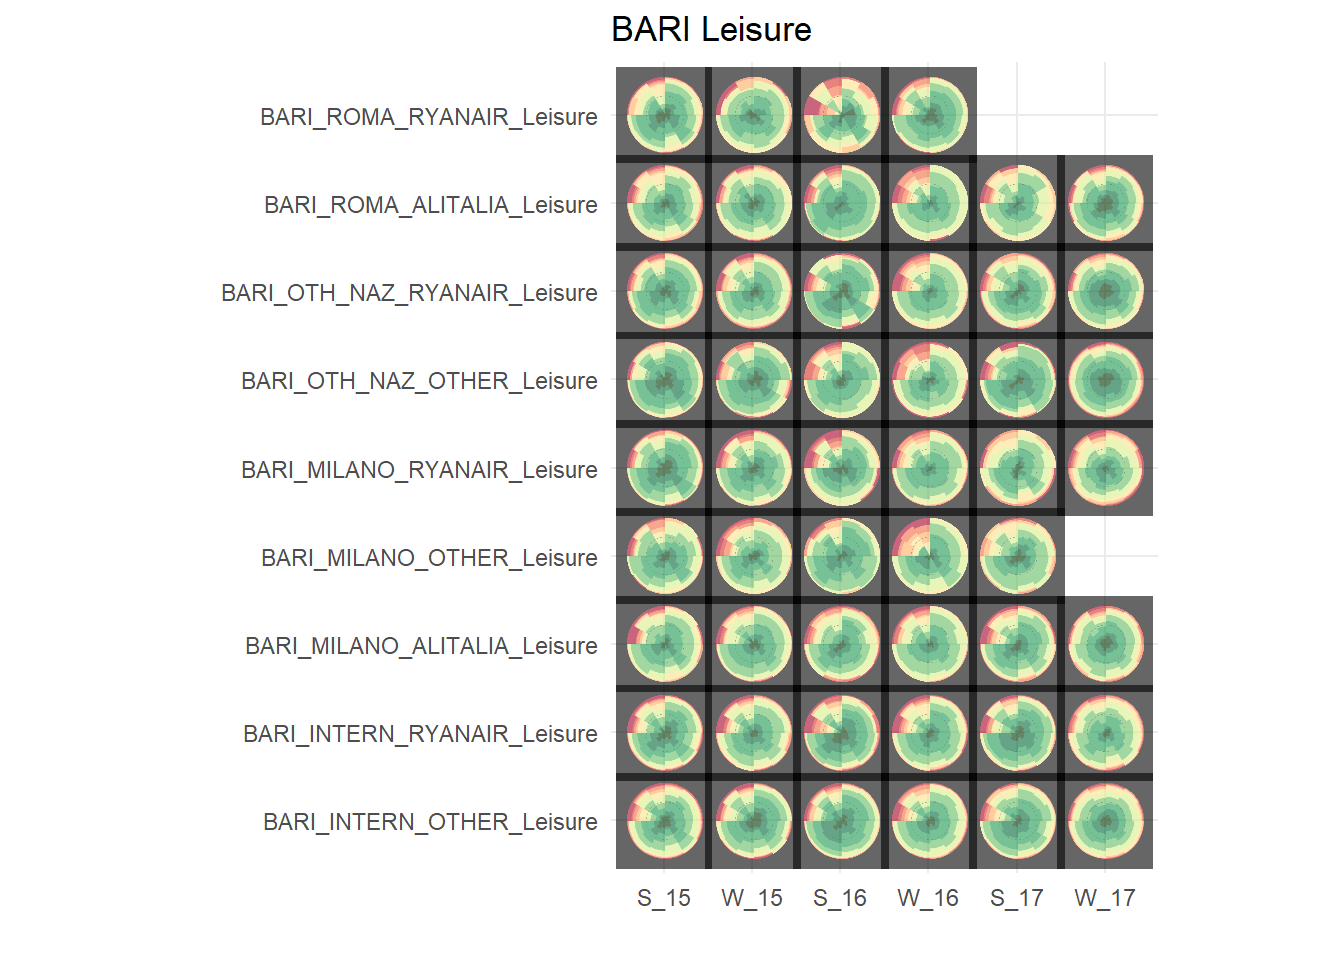 BARI Leisure
BARI_ROMA_RYANAIR_Leisure
BARI_ROMA_ALITALIA_Leisure
BARI_OTH_NAZ_RYANAIR_Leisure
BARI_OTH_NAZ_OTHER_Leisure
BARI_MILANO_RYANAIR_Leisure
BARI_MILANO_OTHER_Leisure
BARI_MILANO_ALITALIA_Leisure
BARI_INTERN_RYANAIR_Leisure
BARI_INTERN_OTHER_Leisure
S_15 W_15 S_16 W_16 S_17 W_17